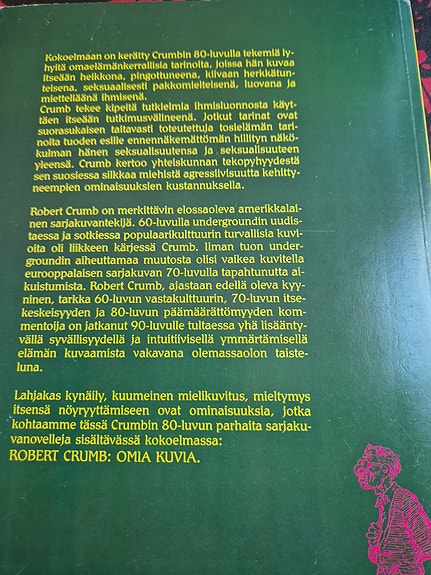 Kokoelmaan on kerätty Crumbin 80-luvulla tekemiä ly-
hyitä omaelämänkerrallisia tarinoita, joissa hän kuvaa
itseään heikkona, pingottuneena, kiivaan herkkätun-
teisena, seksuaalisesti pakkomielteisenä, luovana ja
mietteliäänä ihmisenä.
Crumb tekee kipeitä tutkielmia ihmisluonnosta käyt-
täen itseään tutkimusvälineenä. Jotkut tarinat ovat
suorasukaisen taitavasti toteutettuja tosielämän tari-
noita tuoden esille ennennäkemättömän hillityn näkö-
kulman hänen seksualisuutensa ja seksualisuuteen
yleensä. Crumb kertoo yhteiskunnan tekopyhyydestä
sen suosiessa silkkaa miehistä agressiivisuutta kehitty-
neempien ominaisuuksien kustannuksella.
Robert Crumb on merkittävin elossaoleva amerikkalai-
nen sarjakuvantekijä. 60-luvulla undergroundin uudis-
taessa ja sotkiessa populaarikulttuurin turvallisia kuvi-
oita oli liikkeen kärjessä Crumb. Ilman tuon under-
groundin aiheuttamaa muutosta olisi vaikea kuvitella
eurooppalaisen sarjakuvan 70-luvulla tapahtunutta ai-
kuistumista. Robert Crumb, ajastaan edellä oleva kyy-
ninen, tarkka 60-luvun vastakulttuurin, 70-luvun itse-
keskeisyyden ja 80-luvun päämäärättömyyden kom-
mentoija on jatkanut 90-luvulle tultaessa yhä lisäänty-
vällä syvällisyydellä ja intuitiivisellä ymmärtämisellä
elämän kuvaamista vakavana olemassaolon taiste-
luna.
Lahjakas kynäily, kuumeinen mielikuvitus, mieltymys
itsensä nöyryyttämiseen ovat ominaisuuksia, jotka
kohtaamme tässä Crumbin 80-luvun parhaita sarjaku-
vanovelleja sisältävässä kokoelmassa:
ROBERT CRUMB: OMIA KUVIA.